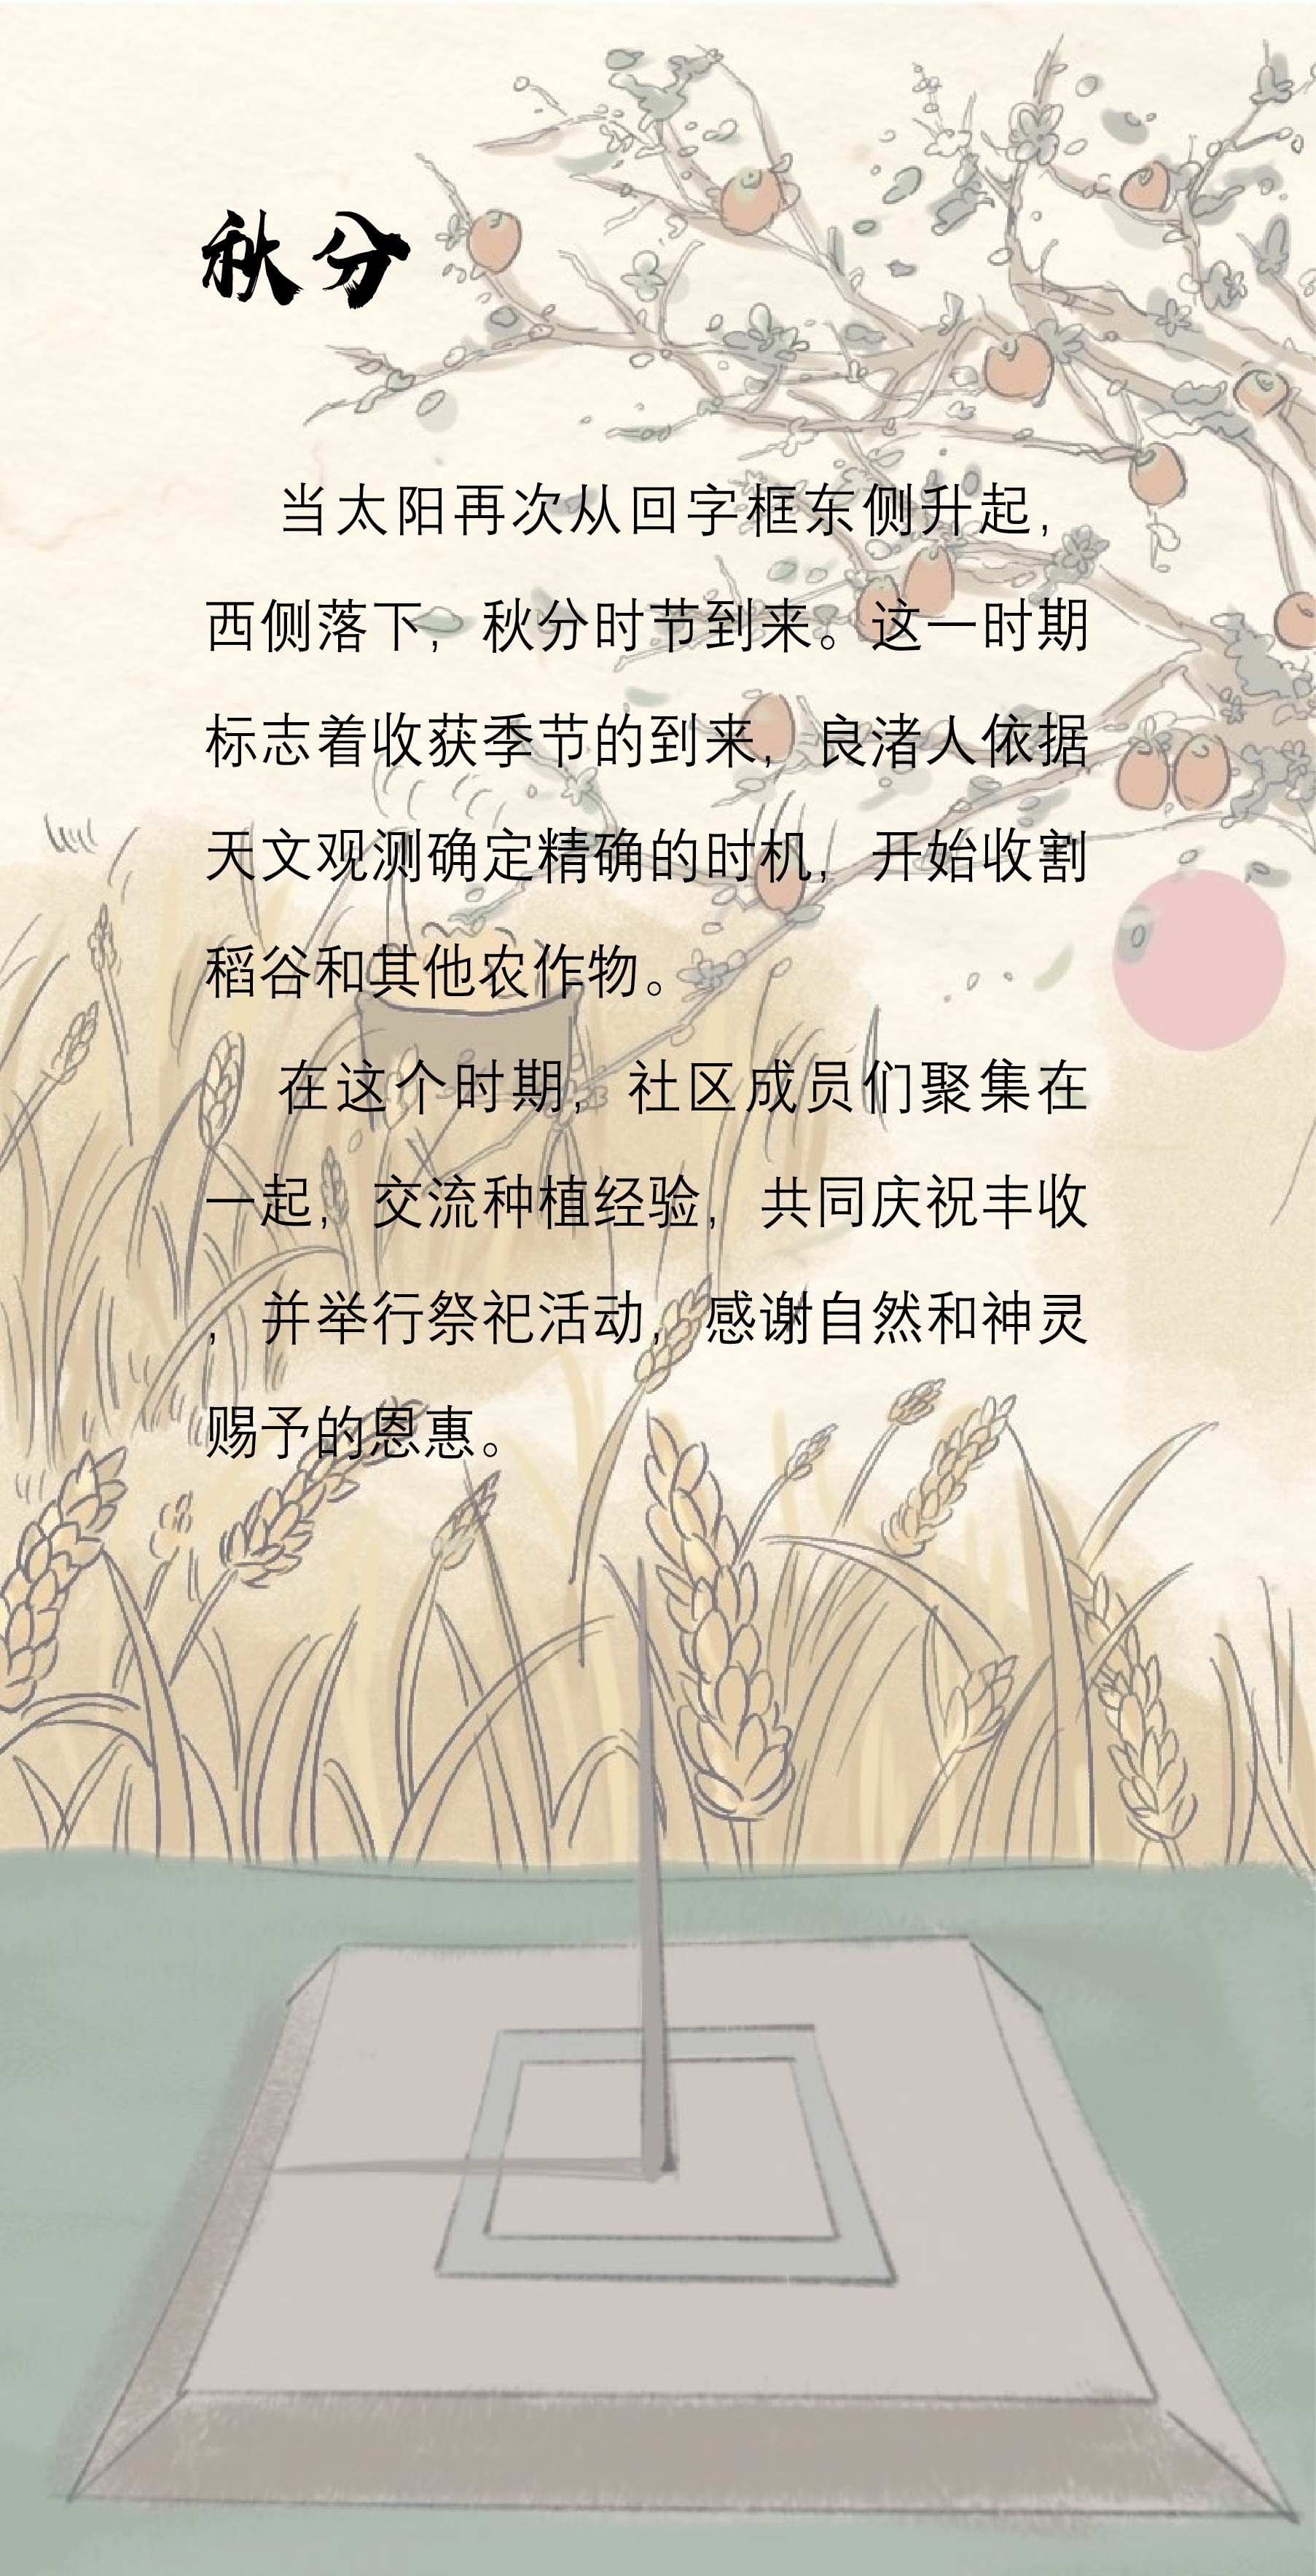 秋分
当太阳再次从回字框东侧升起，
西侧落下，秋分时节到来。这一时期
标志着收获季节的到来，良渚人依据
天文观测确定精确的时机，开始收割
稻谷和其他农作物。
在这个时期，社区成员们聚集在
一起，交流种植经验，共同庆祝丰收
，并举行祭祀活动，感谢自然和神灵
赐予的恩惠。